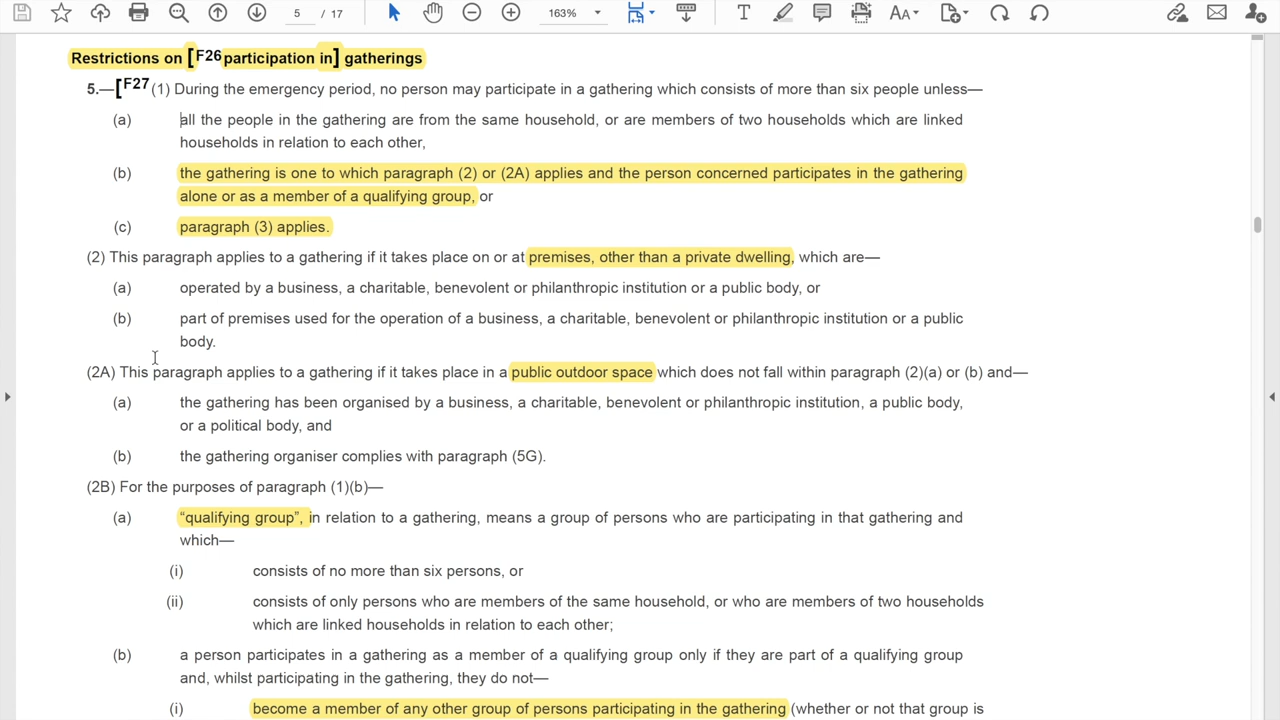 5 / 17
163%
T
Aa
Restrictions on [F26 participation in] gatherings
5.—[F27 (1) During the emergency period, no person may participate in a gathering which consists of more than six people unless—
(a) all the people in the gathering are from the same household, or are members of two households which are linked
households in relation to each other,
(b) the gathering is one to which paragraph (2) or (2A) applies and the person concerned participates in the gathering
alone or as a member of a qualifying group, or
(c) paragraph (3) applies.
(2) This paragraph applies to a gathering if it takes place on or at premises, other than a private dwelling, which are—
(a) operated by a business, a charitable, benevolent or philanthropic institution or a public body, or
(b) part of premises used for the operation of a business, a charitable, benevolent or philanthropic institution or a public
body.
(2A) This paragraph applies to a gathering if it takes place in a public outdoor space which does not fall within paragraph (2)(a) or (b) and—
(a) the gathering has been organised by a business, a charitable, benevolent or philanthropic institution, a public body,
or a political body, and
(b) the gathering organiser complies with paragraph (5G).
(2B) For the purposes of paragraph (1)(b)—
(a) “qualifying group”, in relation to a gathering, means a group of persons who are participating in that gathering and
which—
(i) consists of no more than six persons, or
(ii) consists of only persons who are members of the same household, or who are members of two households
which are linked households in relation to each other;
(b) a person participates in a gathering as a member of a qualifying group only if they are part of a qualifying group
and, whilst participating in the gathering, they do not—
(i) become a member of any other group of persons participating in the gathering (whether or not that group is